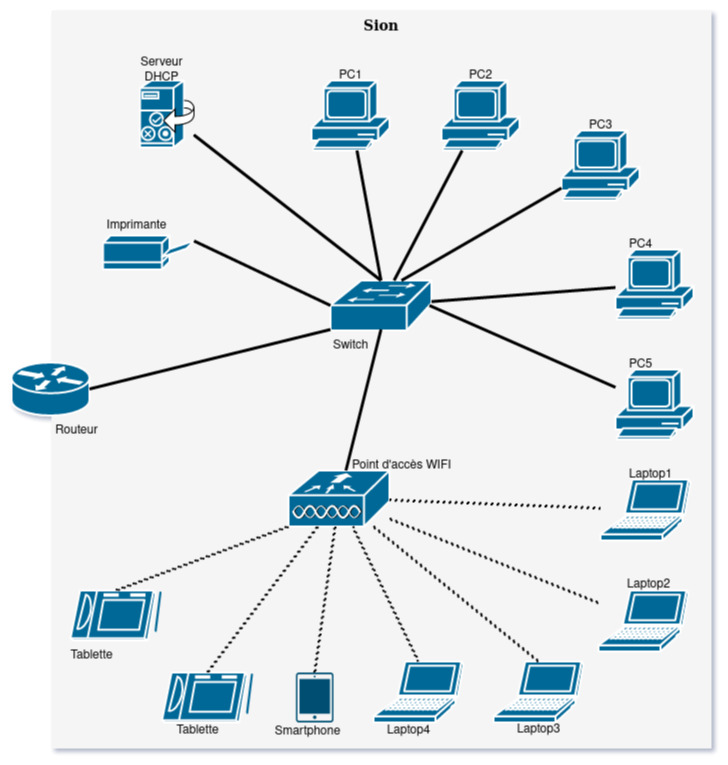 Sion
Serveur
DHCP
PC1
PC2
PC3
Imprimante
PC4
Switch
PC5
Routeur
Point d'accès WIFI
Laptop1
Laptop2
Tablette
Tablette
Smartphone
Laptop4
Laptop3